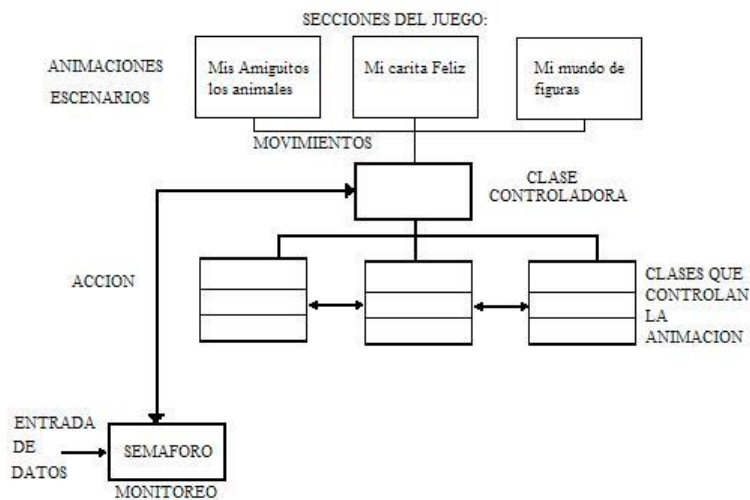 SECCIONES DEL JUEGO:
ANIMACIONES
ESCENARIOS
Mis Amiguitos
los animales
Mi carita Feliz
Mi mundo de
figuras
MOVIMIENTOS
CLASE
CONTROLADORA
ACCION
CLASES QUE
CONTROLAN
LA
ANIMACION
ENTRADA
DE
DATOS
SEMAFORO
MONITOREO